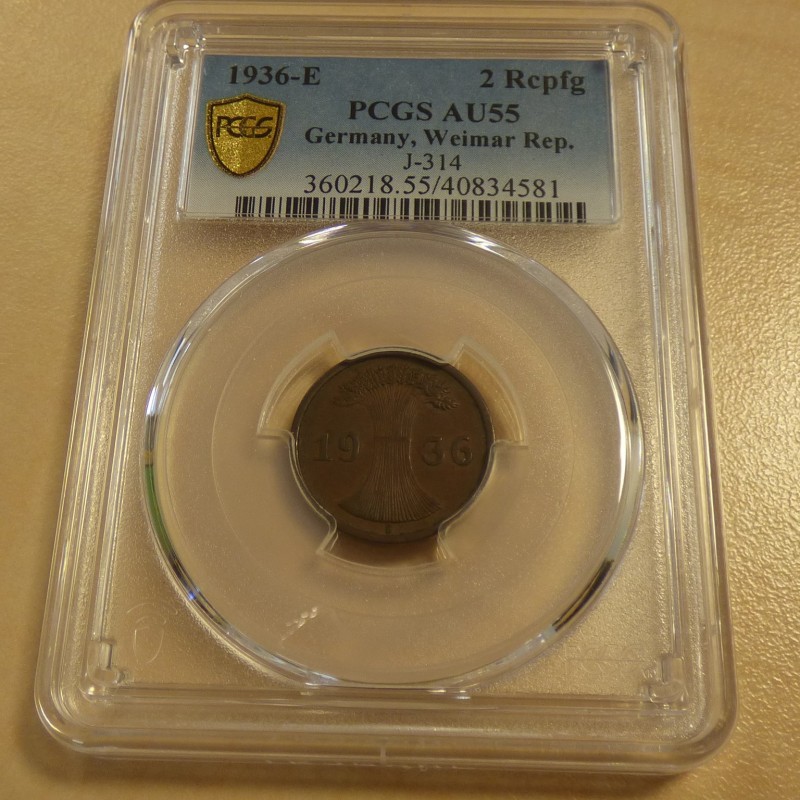 1936-E 2 Rcpfg
PCGS AU55
PCGS
Germany, Weimar Rep.
J-314
360218.55/40834581
19 36
E